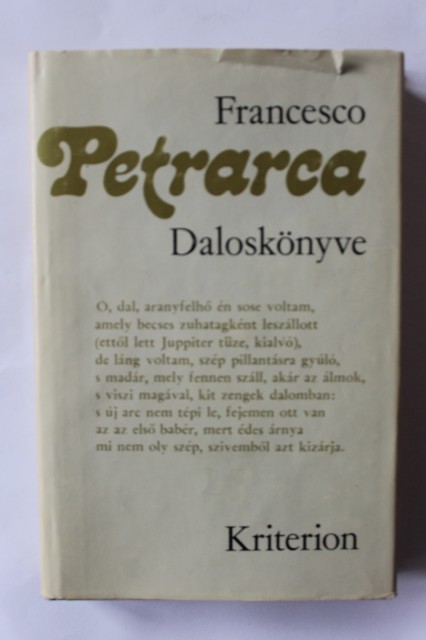 Francesco
Petrarca
Daloskönyve
O, dal, aranyfelhő én sose voltam,
amely becses zuhatagként leszállott
(ettől lett Juppiter tüze, kialvó),
de láng voltam, szép pillantásra gyúló,
s madár, mely fennen száll, akár az álmok,
s viszi magával, kit zengek dalomban:
s új arc nem tépi le, fejemen ott van
az az első babér, mert édes árnya
mi nem oly szép, szivemből azt kizárja.
Kriterion